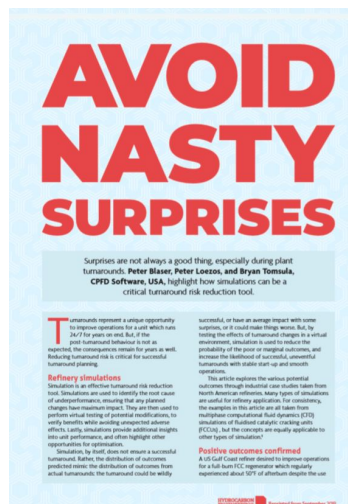 AVOID
NASTY
SURPRISES
Surprises are not always a good thing, especially during plant
turnarounds. Peter Blaser, Peter Loezos, and Bryan Tomsula,
CPFD Software, USA, highlight how simulations can be a
critical turnaround risk reduction tool.
Turnarounds represent a unique opportunity
to improve operations for a unit which runs
24/7 for years on end. But, if the
post-turnaround behaviour is not as
expected, the consequences remain for years as well.
Reducing turnaround risk is critical for successful
turnaround planning.
Refinery simulations
Simulation is an effective turnaround risk reduction
tool. Simulations are used to identify the root cause
of underperformance, ensuring that any planned
changes have maximum impact. They are then used to
perform virtual testing of potential modifications, to
verify benefits while avoiding unexpected adverse
effects. Lastly, simulations provide additional insights
into unit performance, and often highlight other
opportunities for optimisation.
Simulation, by itself, does not ensure a successful
turnaround. Rather, the distribution of outcomes
predicted mimic the distribution of outcomes from
actual turnarounds: the turnaround could be wildly
successful, or have an average impact with some
surprises, or it could make things worse. But, by
testing the effects of turnaround changes in a virtual
environment, simulation is used to reduce the
probability of the poor or marginal outcomes, and
increase the likelihood of successful, uneventful
turnarounds with stable start-up and smooth
operations.
This article explores the various potential
outcomes through industrial case studies taken from
North American refineries. Many types of simulations
are useful for refinery application. For consistency,
the examples in this article are all taken from
multiphase computational fluid dynamics (CFD)
simulations of fluidised catalytic cracking units
(FCCUs), but the concepts are equally applicable to
other types of simulation.
Positive outcomes confirmed
A US Gulf Coast refiner desired to improve operations
for a full-burn FCC regenerator which regularly
experienced about 50°F of afterburn despite the use
HYDROCARBON
Reprinted from September 2015